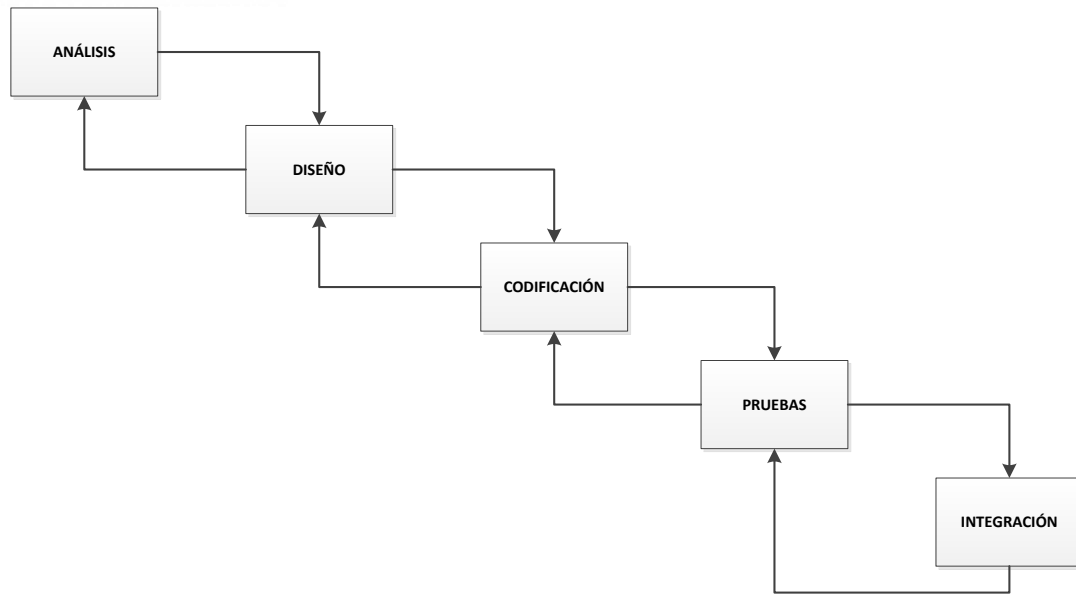 ANÁLISIS
DISEÑO
CODIFICACIÓN
PRUEBAS
INTEGRACIÓN